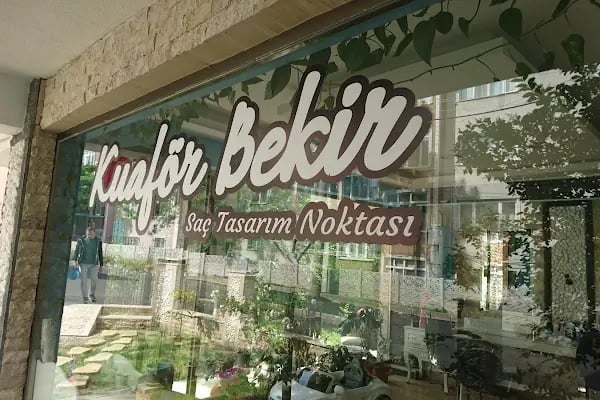 Kuaför Bekir
Saç Tasarım Noktası